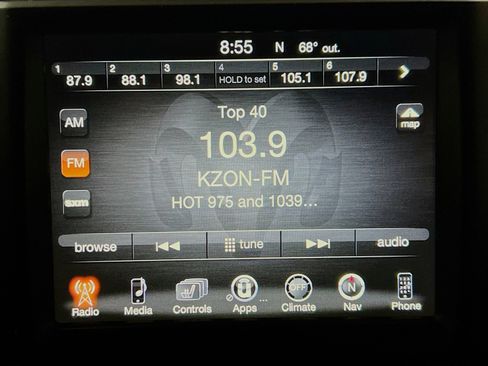 8:55 N 68° out.
1 2 3 4 5 6
87.9 88.1 98.1 HOLD to set 105.1 107.9
Top 40
AM
map
103.9
FM
KZON-FM
sxm
HOT 975 and 1039...
browse tune audio
OFF N
Radio Media Controls Apps Climate Nav Phone